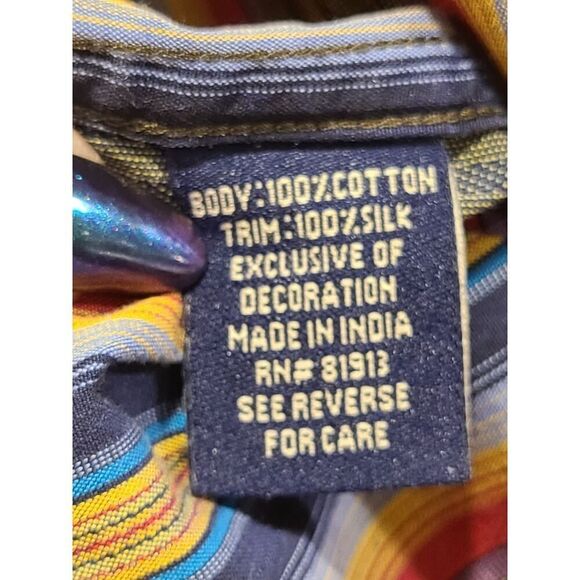 BODY:100%COTTON
TRIM:100%SILK
EXCLUSIVE OF
DECORATION
MADE IN INDIA
RN# 81913
SEE REVERSE
FOR CARE